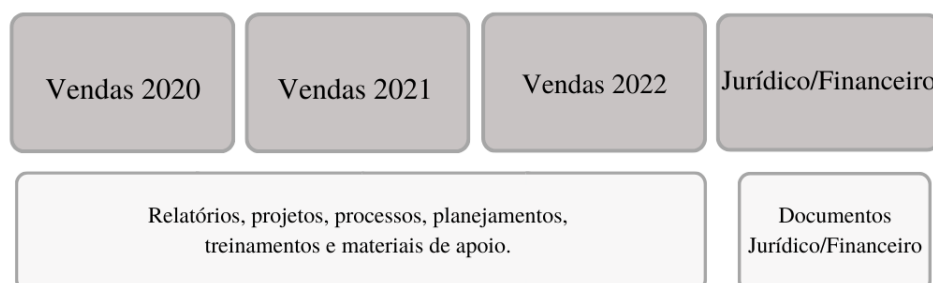 Vendas 2020
Vendas 2021
Vendas 2022
Jurídico/Financeiro
Relatórios, projetos, processos, planejamentos,
treinamentos e materiais de apoio.
Documentos
Jurídico/Financeiro